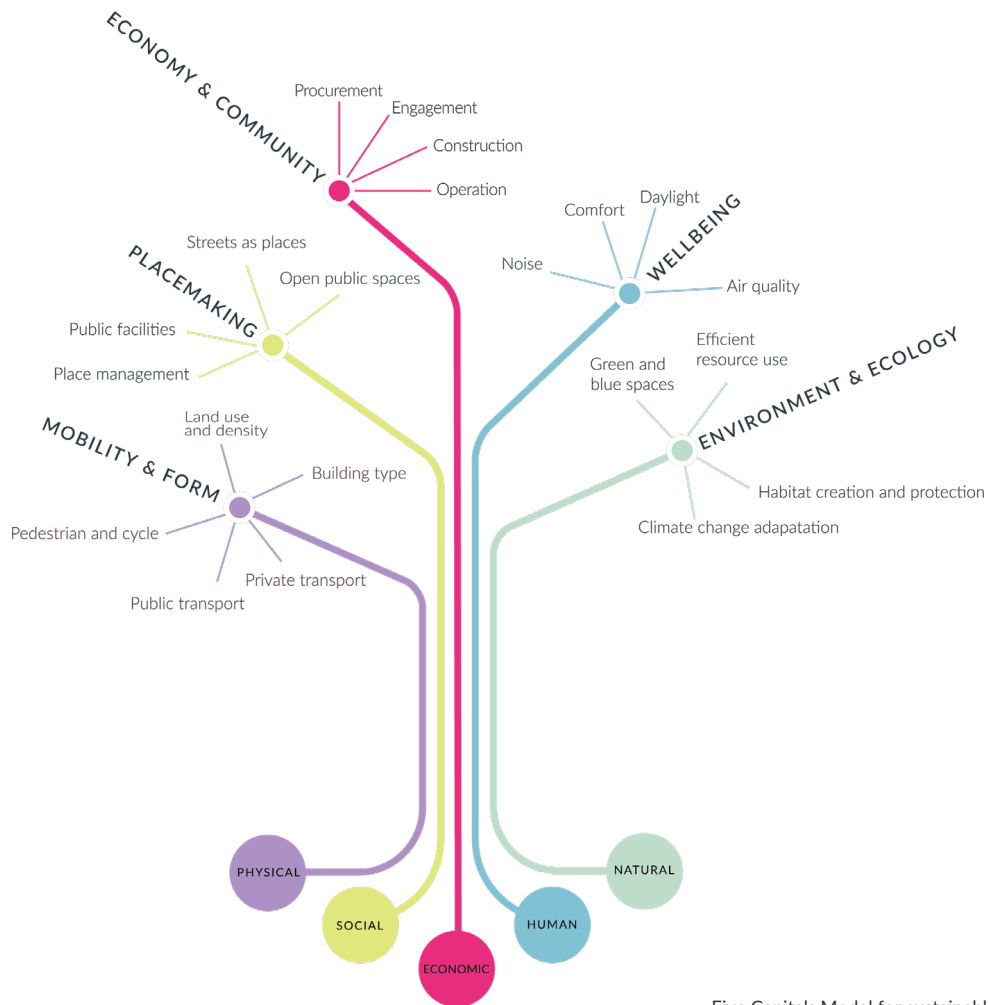 ECONOMY & COMMUNITY
Procurement
Engagement
Construction
Operation
PLACEMAKING
Streets as places
Open public spaces
Public facilities
Place management
MOBILITY & FORM
Land use
and density
Building type
Pedestrian and cycle
Private transport
Public transport
WELLBEING
Daylight
Comfort
Noise
Air quality
ENVIRONMENT & ECOLOGY
Efficient
resource use
Green and
blue spaces
Habitat creation and protection
Climate change adapatation
PHYSICAL
SOCIAL
ECONOMIC
HUMAN
NATURAL